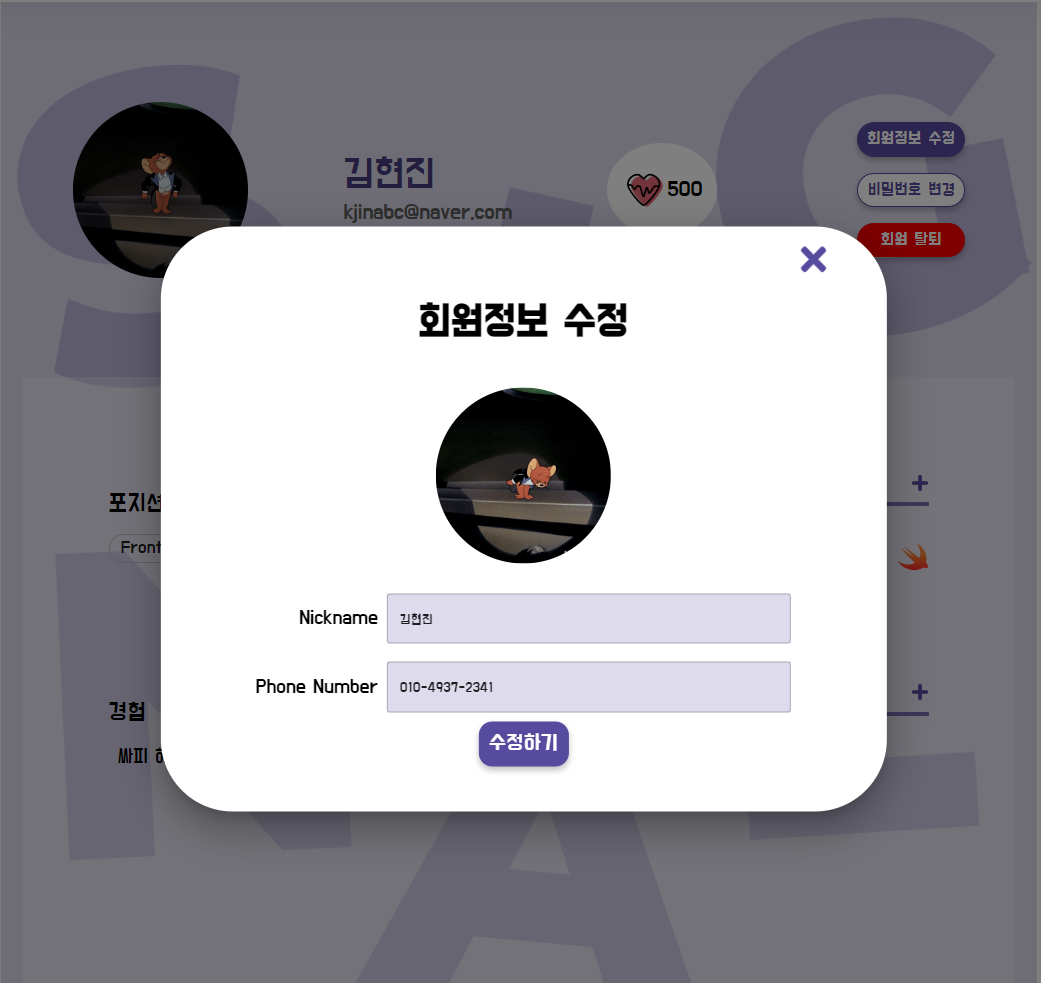 김현진
kjinabc@naver.com
500
회원정보 수정
비밀번호 변경
회원 탈퇴
회원정보 수정
포지션
Front
Nickname
김현진
Phone Number
010-4937-2341
수정하기
경험
싸피